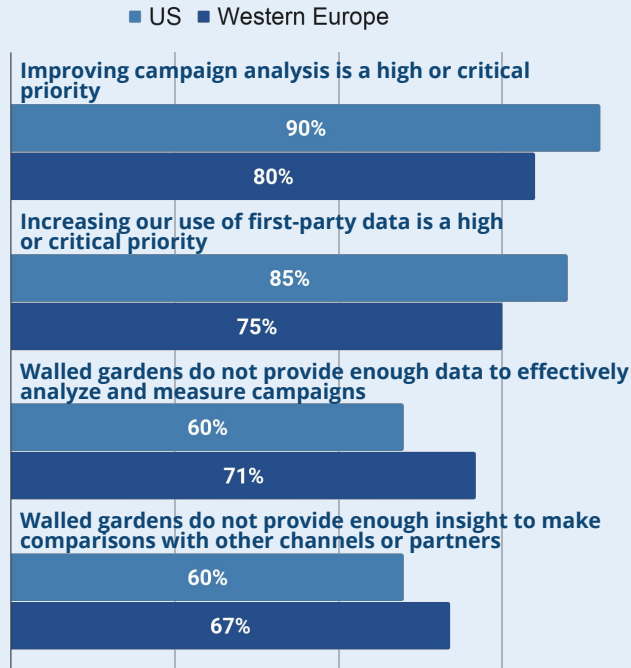 US Western Europe
Improving campaign analysis is a high or critical
priority
90%
80%
Increasing our use of first-party data is a high
or critical priority
85%
75%
Walled gardens do not provide enough data to effectively
analyze and measure campaigns
60%
71%
Walled gardens do not provide enough insight to make
comparisons with other channels or partners
60%
67%